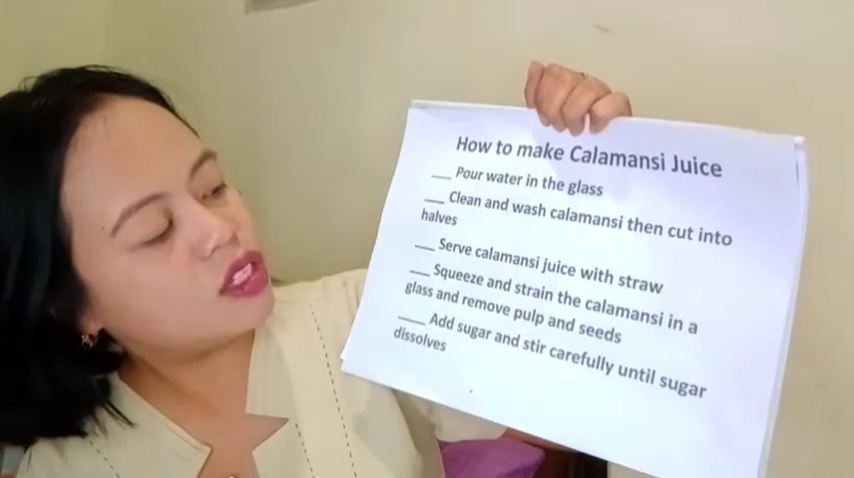 How to make Calamansi Juice
___ Pour water in the glass
___ Clean and wash calamansi then cut into
halves
___ Serve calamansi juice with straw
___ Squeeze and strain the calamansi in a
glass and remove pulp and seeds
____ Add sugar and stir carefully until sugar
dissolves